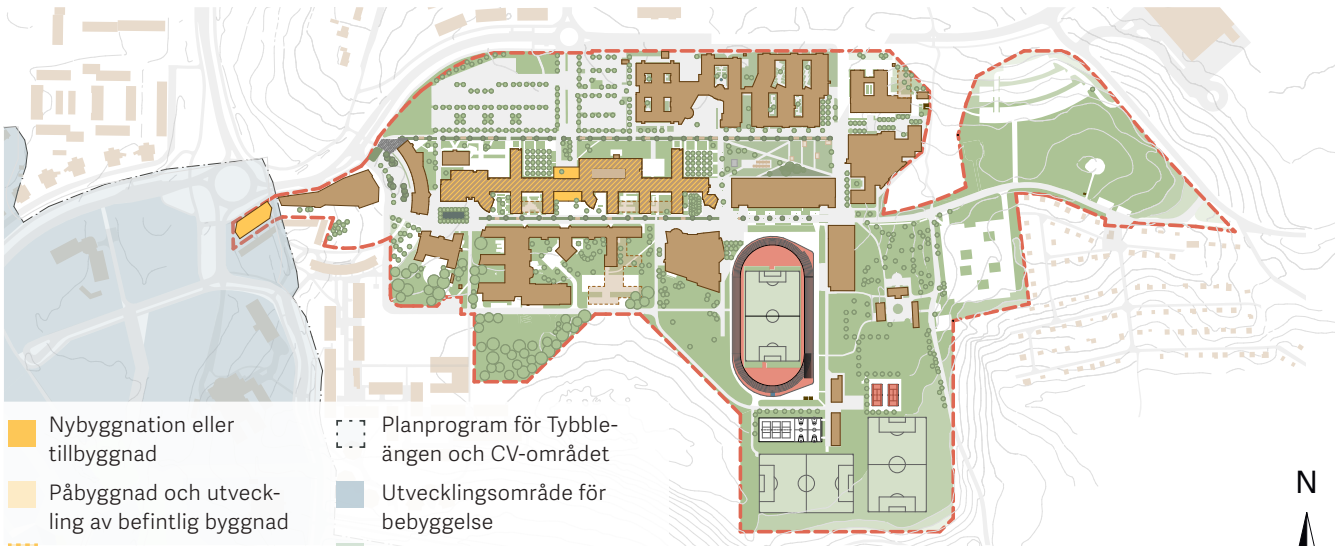 Nybyggnation eller
tillbyggnad
Påbyggnad och utveck-
ling av befintlig byggnad
Planprogram för Tybble-
ängen och CV-området
Utvecklingsområde för
bebyggelse
N